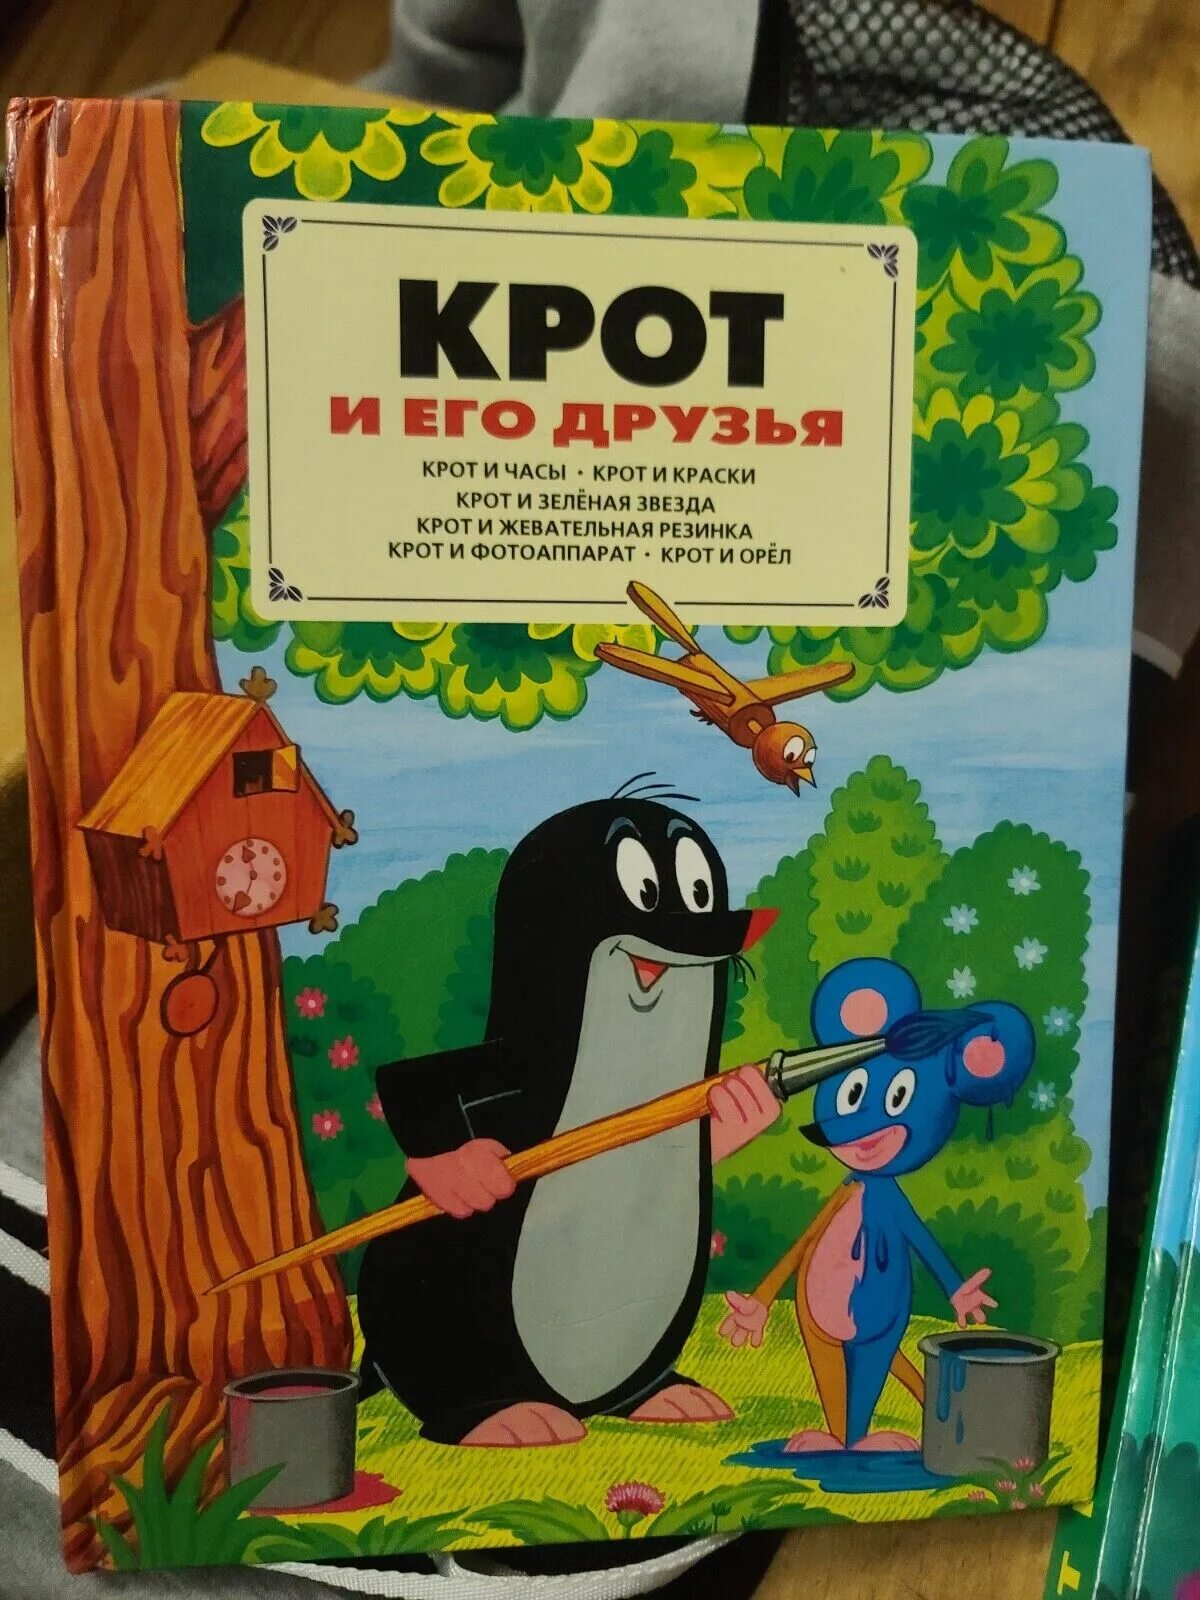 КРОТ
И ЕГО ДРУЗЬЯ
КРОТ И ЧАСЫ · КРОТ И КРАСКИ
КРОТ И ЗЕЛЁНАЯ ЗВЕЗДА
КРОТ И ЖЕВАТЕЛЬНАЯ РЕЗИНКА
КРОТ И ФОТОАППАРАТ · КРОТ И ОРЁЛ
Т